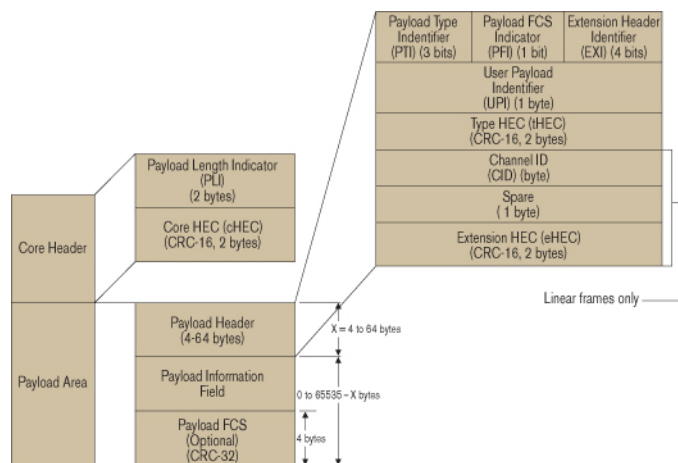 Payload Type
Indentifier
(PTI) (3 bits)
Payload FCS
Indicator
(PFI) (1 bit)
Extension Header
Identifier
(EXI) (4 bits)
User Payload
Indentifier
(UPI) (1 byte)
Type HEC (tHEC)
(CRC-16, 2 bytes)
Channel ID
(CID) (byte)
Spare
( 1 byte)
Extension HEC (eHEC)
(CRC-16, 2 bytes)
Linear frames only
Payload Length Indicator
(PLI)
(2 bytes)
Core HEC (cHEC)
(CRC-16, 2 bytes)
Core Header
Payload Header
(4-64 bytes)
X = 4 to 64 bytes
Payload Area
Payload Information
Field
0 to 65535 - X bytes
Payload FCS
(Optional)
(CRC-32)
4 bytes